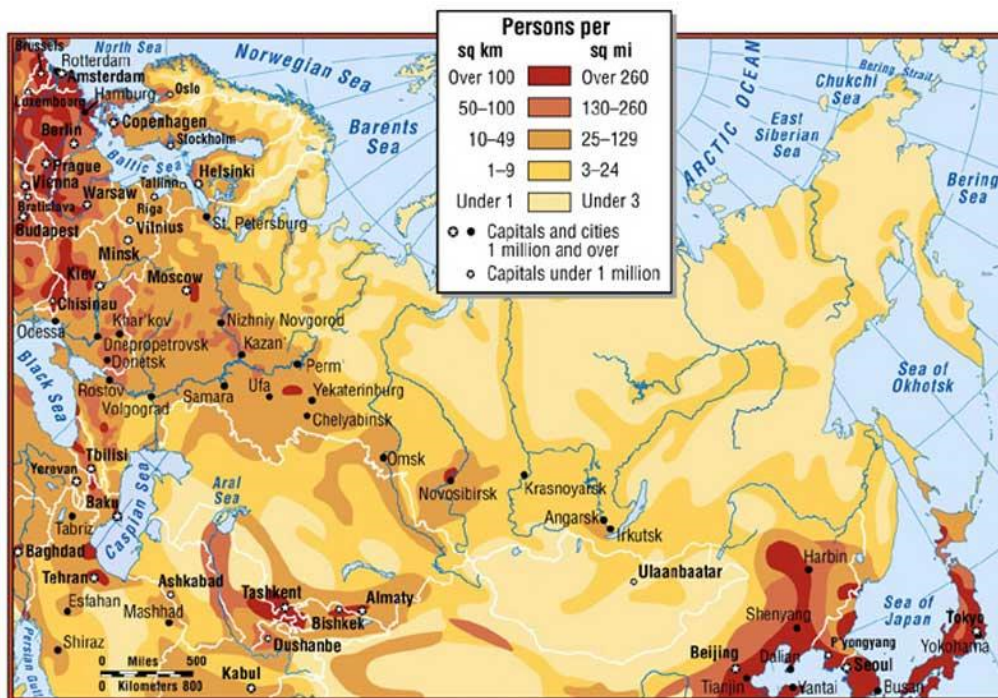 Persons per
sq km sq mi
Over 100 Over 260
50–100 130–260
10–49 25–129
1–9 3–24
Under 1 Under 3
Capitals and cities
1 million and over
Capitals under 1 million
Brussels
North Sea
Rotterdam
Amsterdam
Luxembourg
Hamburg
Norwegian Sea
Oslo
Copenhagen
Stockholm
Barents
Sea
ARCTIC OCEAN
Chukchi
Sea
Bering Strait
East
Siberian
Sea
Bering
Sea
Berlin
Prague
Baltic Sea
Helsinki
Vienna
Warsaw
Tallinn
Bratislava
Riga
St. Petersburg
Budapest
Vilnius
Minsk
Kiev
Moscow
Chisinau
Odessa
Khar'kov
Nizhniy Novgorod
Dnepropetrovsk
Kazan'
Donetsk
Perm'
Black Sea
Rostov
Ufa
Yekaterinburg
Volgograd
Samara
Chelyabinsk
Sea of
Okhotsk
Omsk
Tbilisi
Yerevan
Aral
Sea
Novosibirsk
Krasnoyarsk
Baku
Caspian Sea
Angarsk
Irkutsk
Tabriz
Baghdad
Harbin
Tehran
Ashkabad
Tashkent
Almaty
Ulaanbaatar
Esfahan
Mashhad
Bishkek
Shenyang
Sea of
Japan
Tokyo
Dushanbe
P'yongyang
Yokohama
Shiraz
Persian Gulf
0 Miles 500
0 Kilometers 800
Kabul
Beijing
Dalian
Seoul
Tianjin
Yantai
Busan